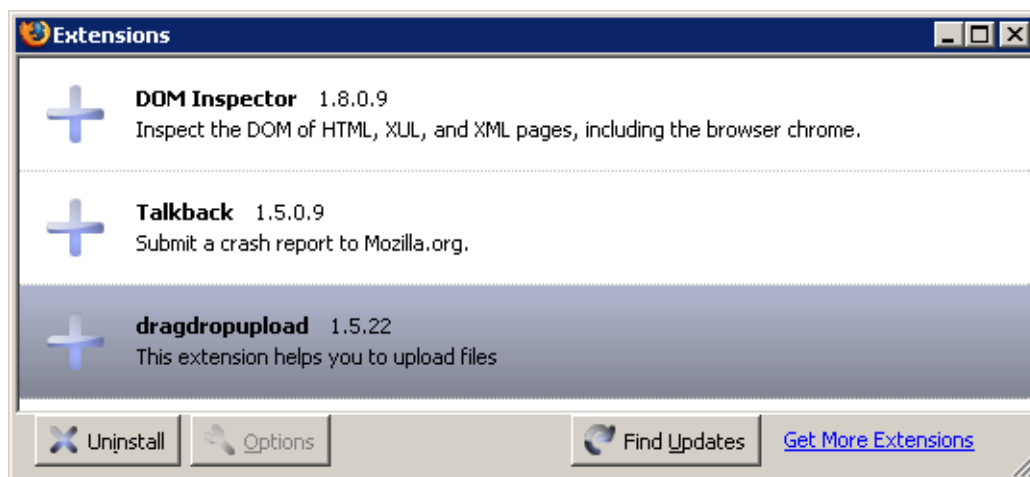 Extensions
DOM Inspector 1.8.0.9
Inspect the DOM of HTML, XUL, and XML pages, including the browser chrome.
Talkback 1.5.0.9
Submit a crash report to Mozilla.org.
dragdropupload 1.5.22
This extension helps you to upload files
Uninstall Options Find Updates Get More Extensions